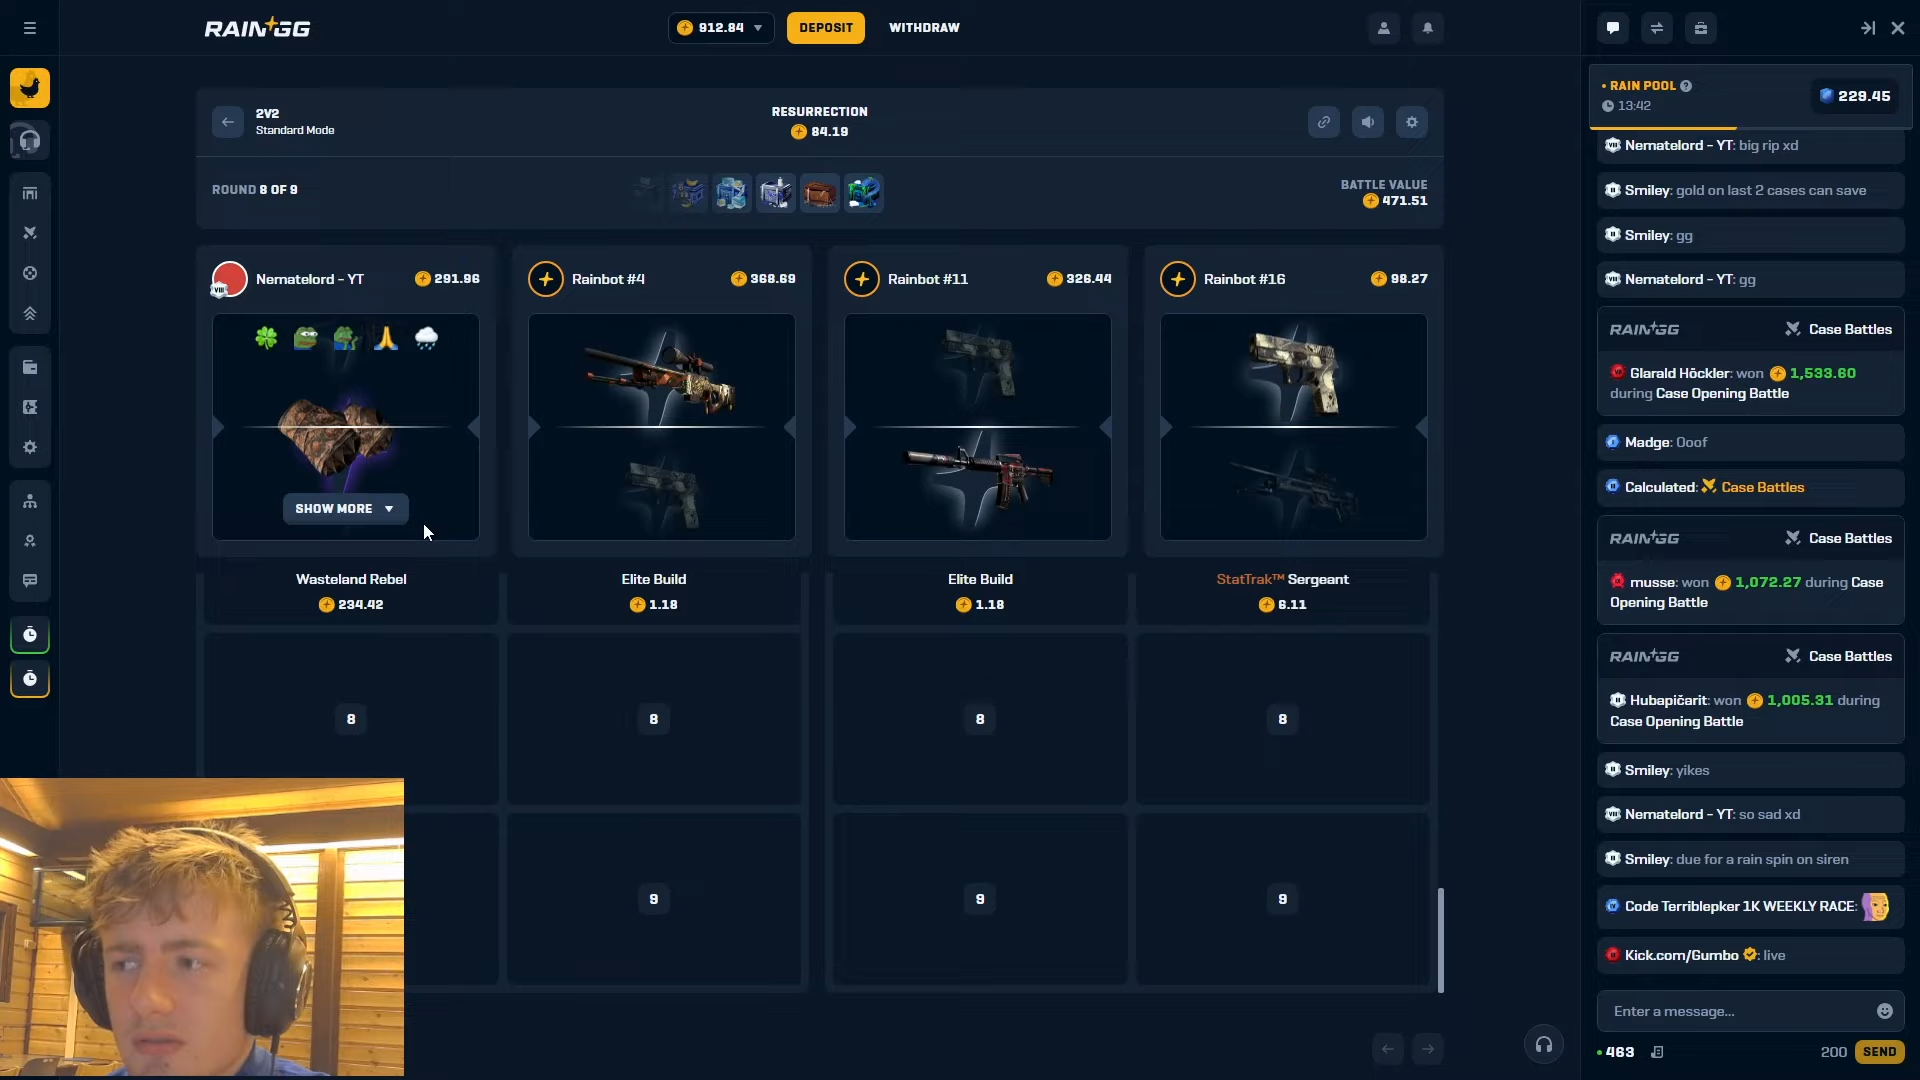 RAIN GG
912.84
DEPOSIT
WITHDRAW
2V2
Standard Mode
RESURRECTION
84.19
ROUND 8 OF 9
BATTLE VALUE
471.51
VIII
Nematelord - YT
291.96
Rainbot #4
368.69
Rainbot #11
326.44
Rainbot #16
98.27
SHOW MORE
Wasteland Rebel
234.42
Elite Build
1.18
Elite Build
1.18
StatTrak™ Sergeant
6.11
8
8
8
8
9
9
9
RAIN POOL
13:42
229.45
Nematelord - YT: big rip xd
Smiley: gold on last 2 cases can save
Smiley: gg
Nematelord - YT: gg
RAIN GG
Case Battles
Glarald Höckler: won 1,533.60
during Case Opening Battle
Madge: Ooof
Calculated: Case Battles
RAIN GG
Case Battles
musse: won 1,072.27 during Case
Opening Battle
RAIN GG
Case Battles
Hubapičarit: won 1,005.31 during
Case Opening Battle
Smiley: yikes
Nematelord - YT: so sad xd
Smiley: due for a rain spin on siren
Code Terriblepker 1K WEEKLY RACE:
Kick.com/Gumbo : live
Enter a message...
463
200
SEND